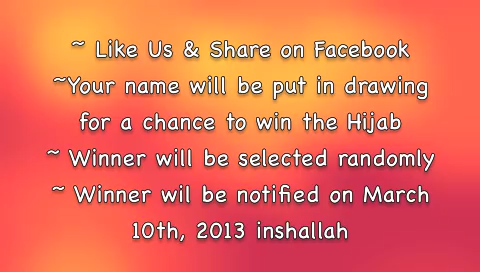 ~ Like Us & Share on Facebook
~Your name will be put in drawing
for a chance to win the Hijab
~ Winner will be selected randomly
~ Winner wil be notified on March
10th, 2013 inshallah